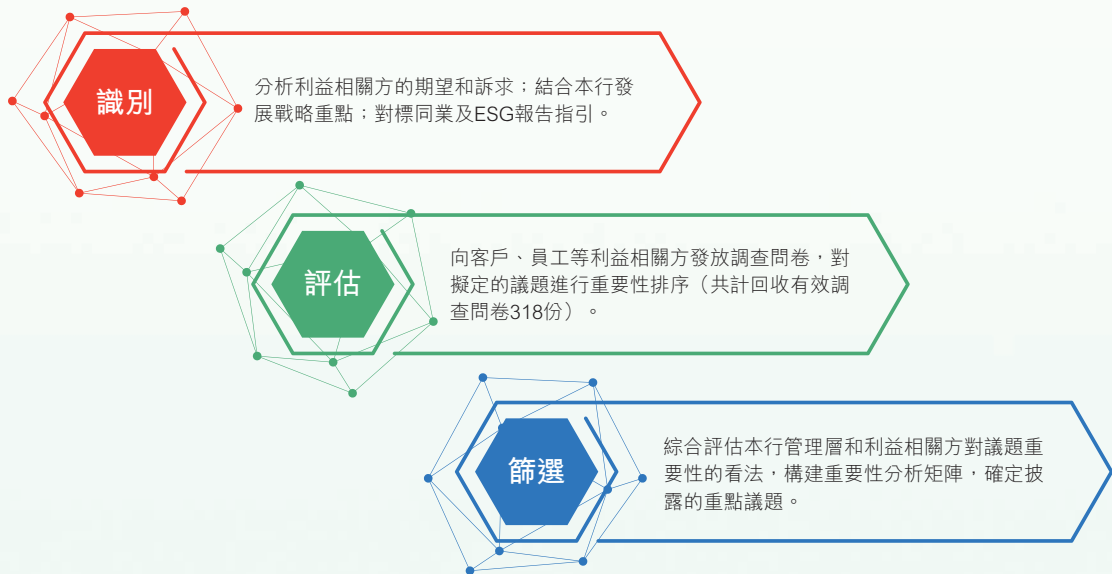 識別
分析利益相關方的期望和訴求；結合本行發
展戰略重點；對標同業及ESG報告指引。
評估
向客戶、員工等利益相關方發放調查問卷，對
擬定的議題進行重要性排序（共計回收有效調
查問卷318份）。
篩選
綜合評估本行管理層和利益相關方對議題重
要性的看法，構建重要性分析矩陣，確定披
露的重點議題。